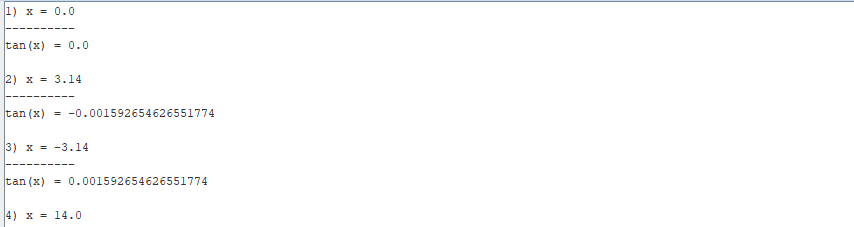 1) x = 0.0
----------
tan(x) = 0.0
2) x = 3.14
----------
tan(x) = -0.001592654626551774
3) x = -3.14
----------
tan(x) = 0.001592654626551774
4) x = 14.0